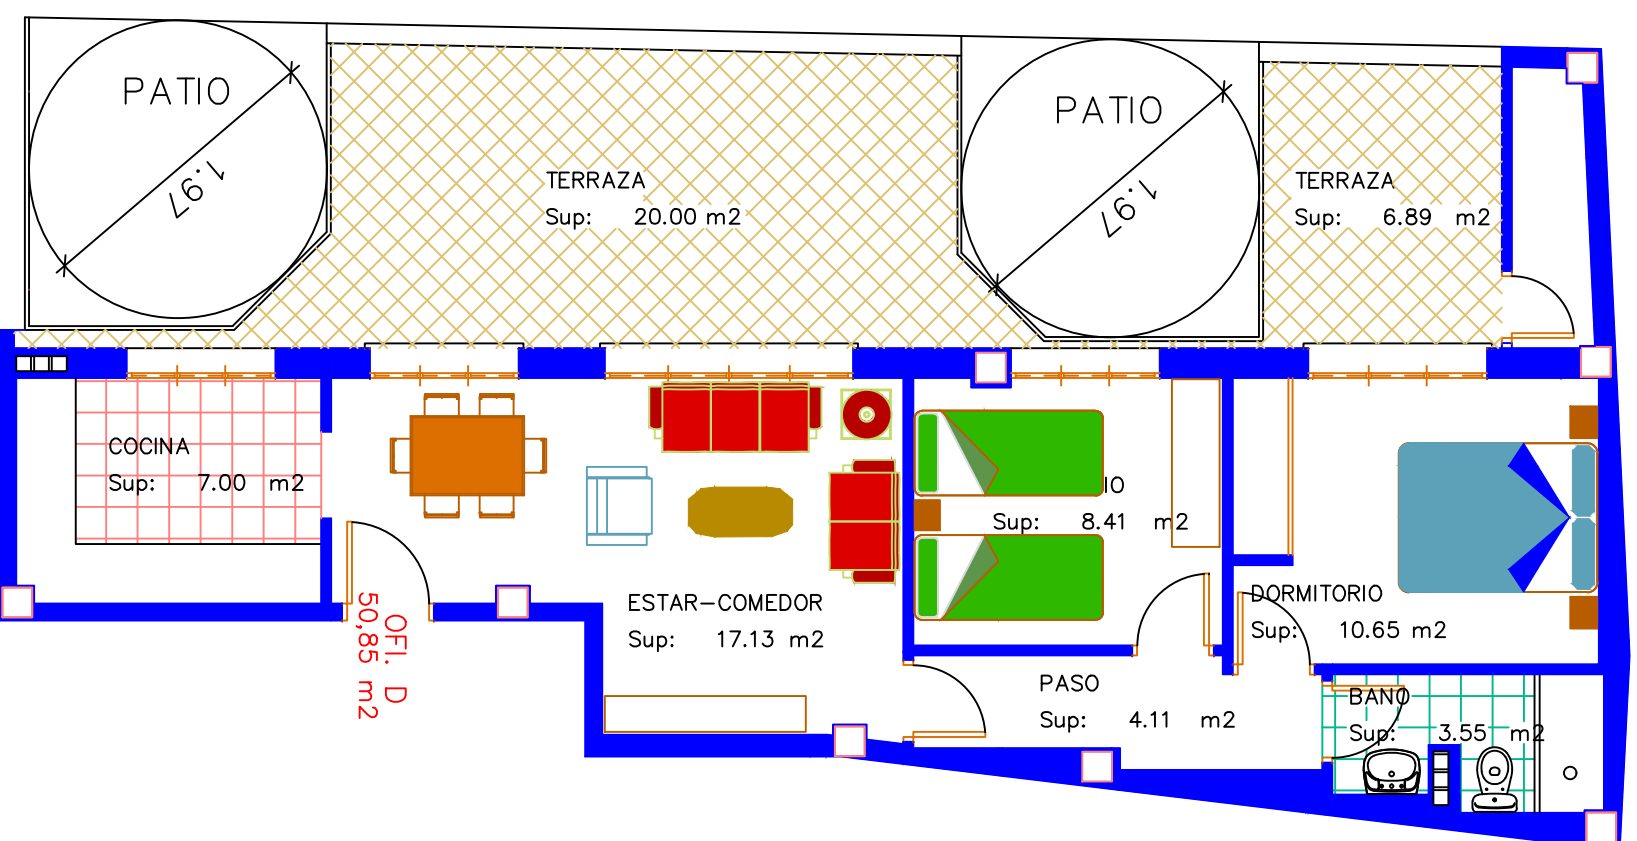 PATIO
1.97
TERRAZA
Sup: 20.00 m2
PATIO
1.97
TERRAZA
Sup: 6.89 m2
COCINA
Sup: 7.00 m2
ESTAR-COMEDOR
Sup: 17.13 m2
IO
Sup: 8.41 m2
DORMITORIO
Sup: 10.65 m2
PASO
Sup: 4.11 m2
BANO
Sup: 3.55 m2
OFI. D
50,85 m2